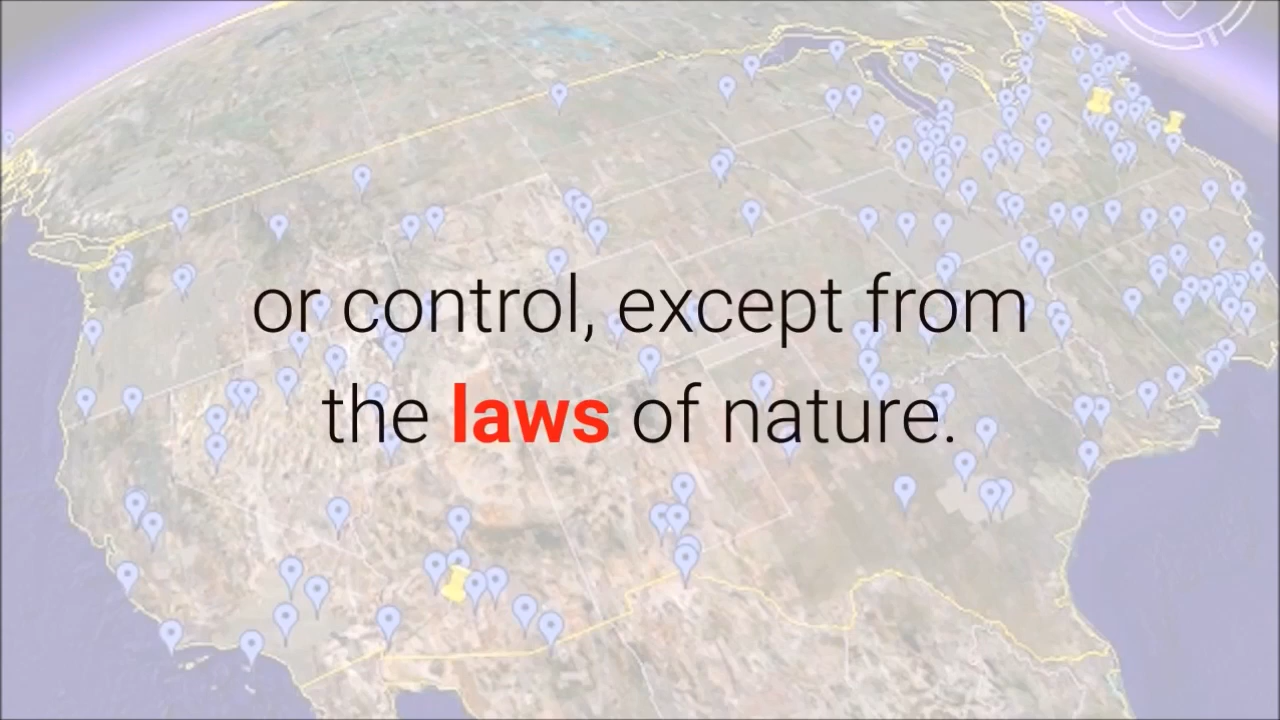 or control, except from
the laws of nature.